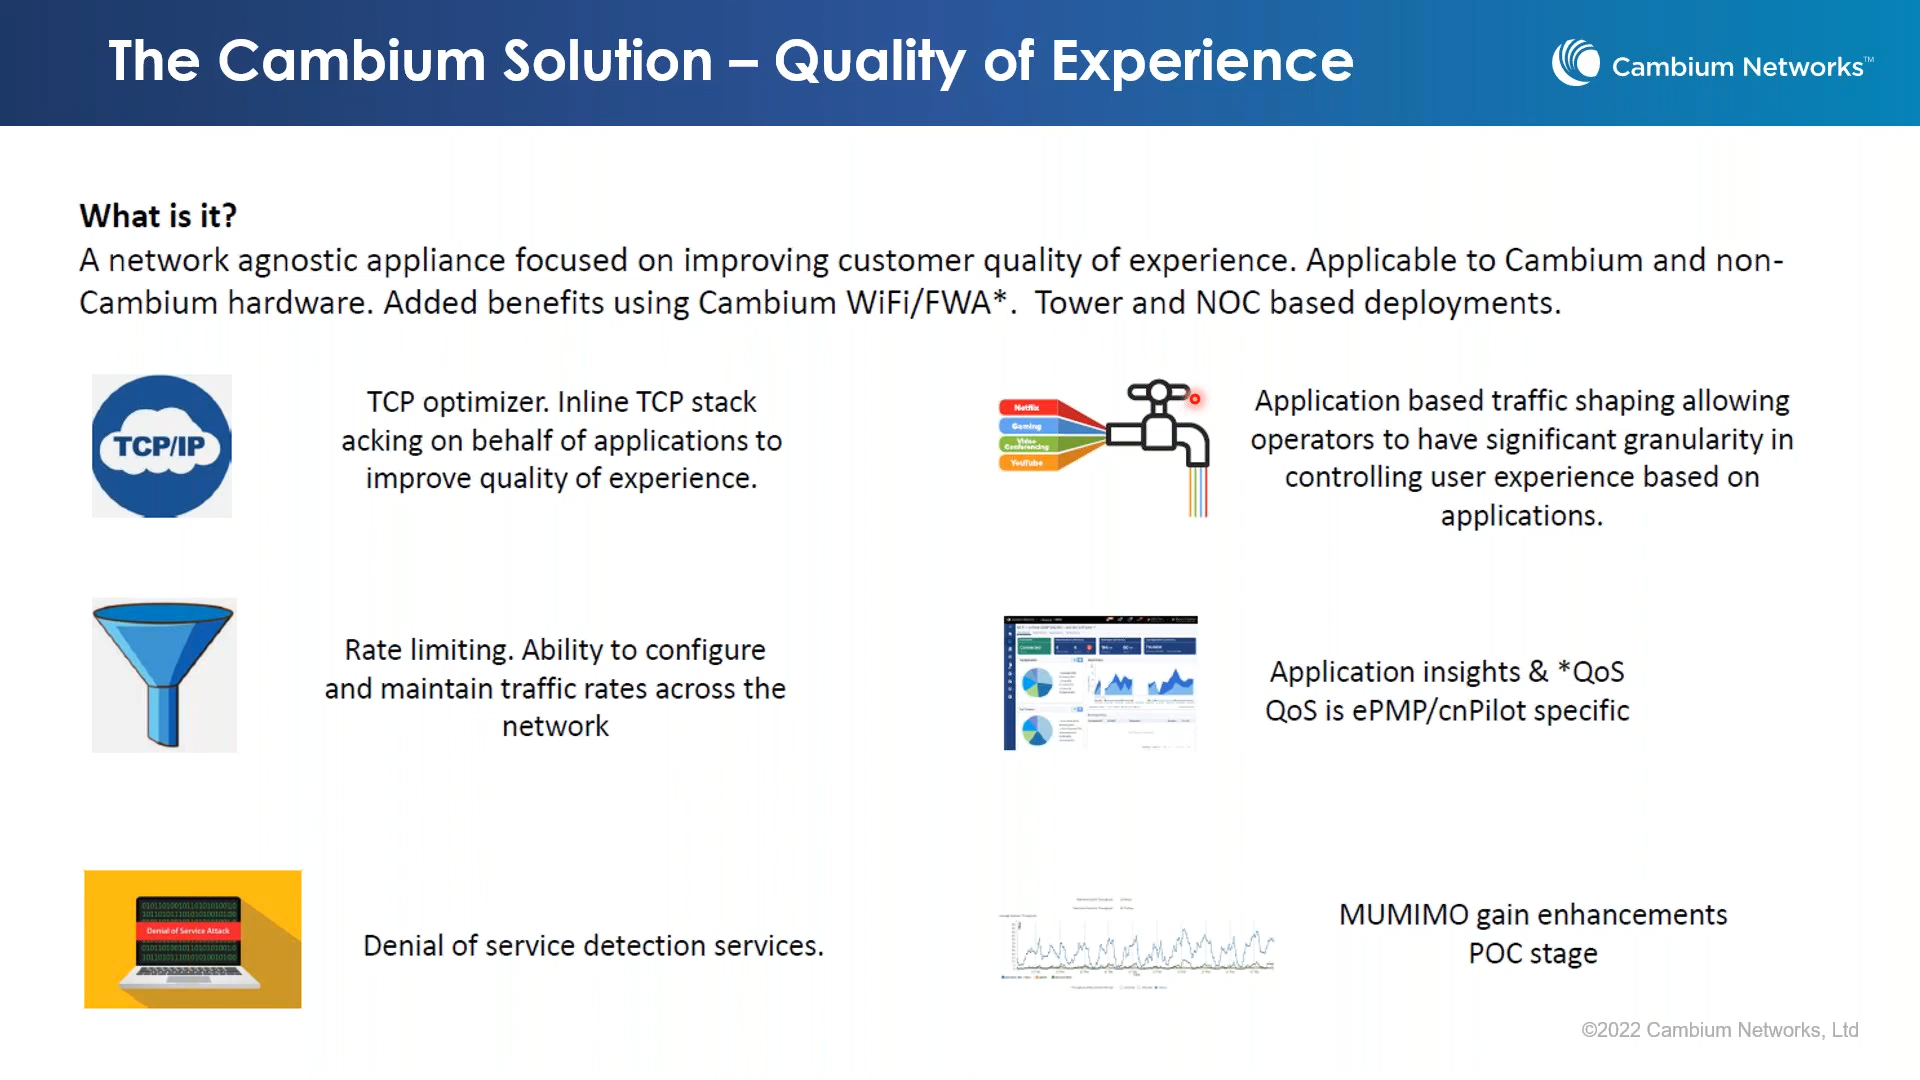 The Cambium Solution – Quality of Experience
Cambium Networks™
What is it?
A network agnostic appliance focused on improving customer quality of experience. Applicable to Cambium and non-
Cambium hardware. Added benefits using Cambium WiFi/FWA*.  Tower and NOC based deployments.
TCP/IP
TCP optimizer. Inline TCP stack
acking on behalf of applications to
improve quality of experience.
Netflix
Gaming
Video
Conferencing
YouTube
Application based traffic shaping allowing
operators to have significant granularity in
controlling user experience based on
applications.
Rate limiting. Ability to configure
and maintain traffic rates across the
network
Connected
Application insights & *QoS
QoS is ePMP/cnPilot specific
Denial of Service Attack
Denial of service detection services.
MUMIMO gain enhancements
POC stage
©2022 Cambium Networks, Ltd